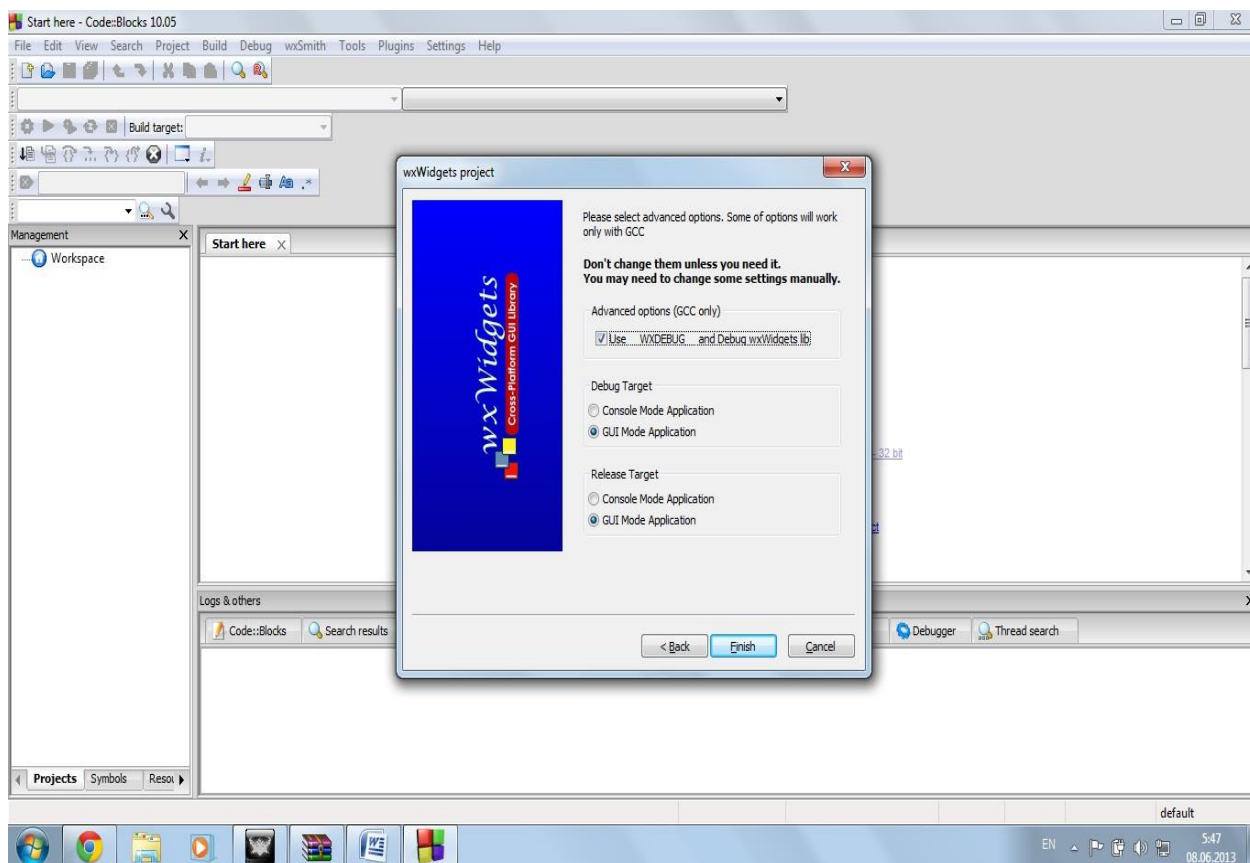 Start here - Code::Blocks 10.05
File Edit View Search Project Build Debug wxSmith Tools Plugins Settings Help
Build target:
Management
Workspace
Start here
wxWidgets project
wxWidgets
Cross-Platform GUI Library
Please select advanced options. Some of options will work
only with GCC
Don't change them unless you need it.
You may need to change some settings manually.
Advanced options (GCC only)
Use __WXDEBUG__ and Debug wxWidgets lib
Debug Target
Console Mode Application
GUI Mode Application
Release Target
Console Mode Application
GUI Mode Application
- 32 bit
< Back Finish Cancel
Logs & others
Code::Blocks Search results Debugger Thread search
Projects Symbols Resou
default
EN 5:47
08.06.2013